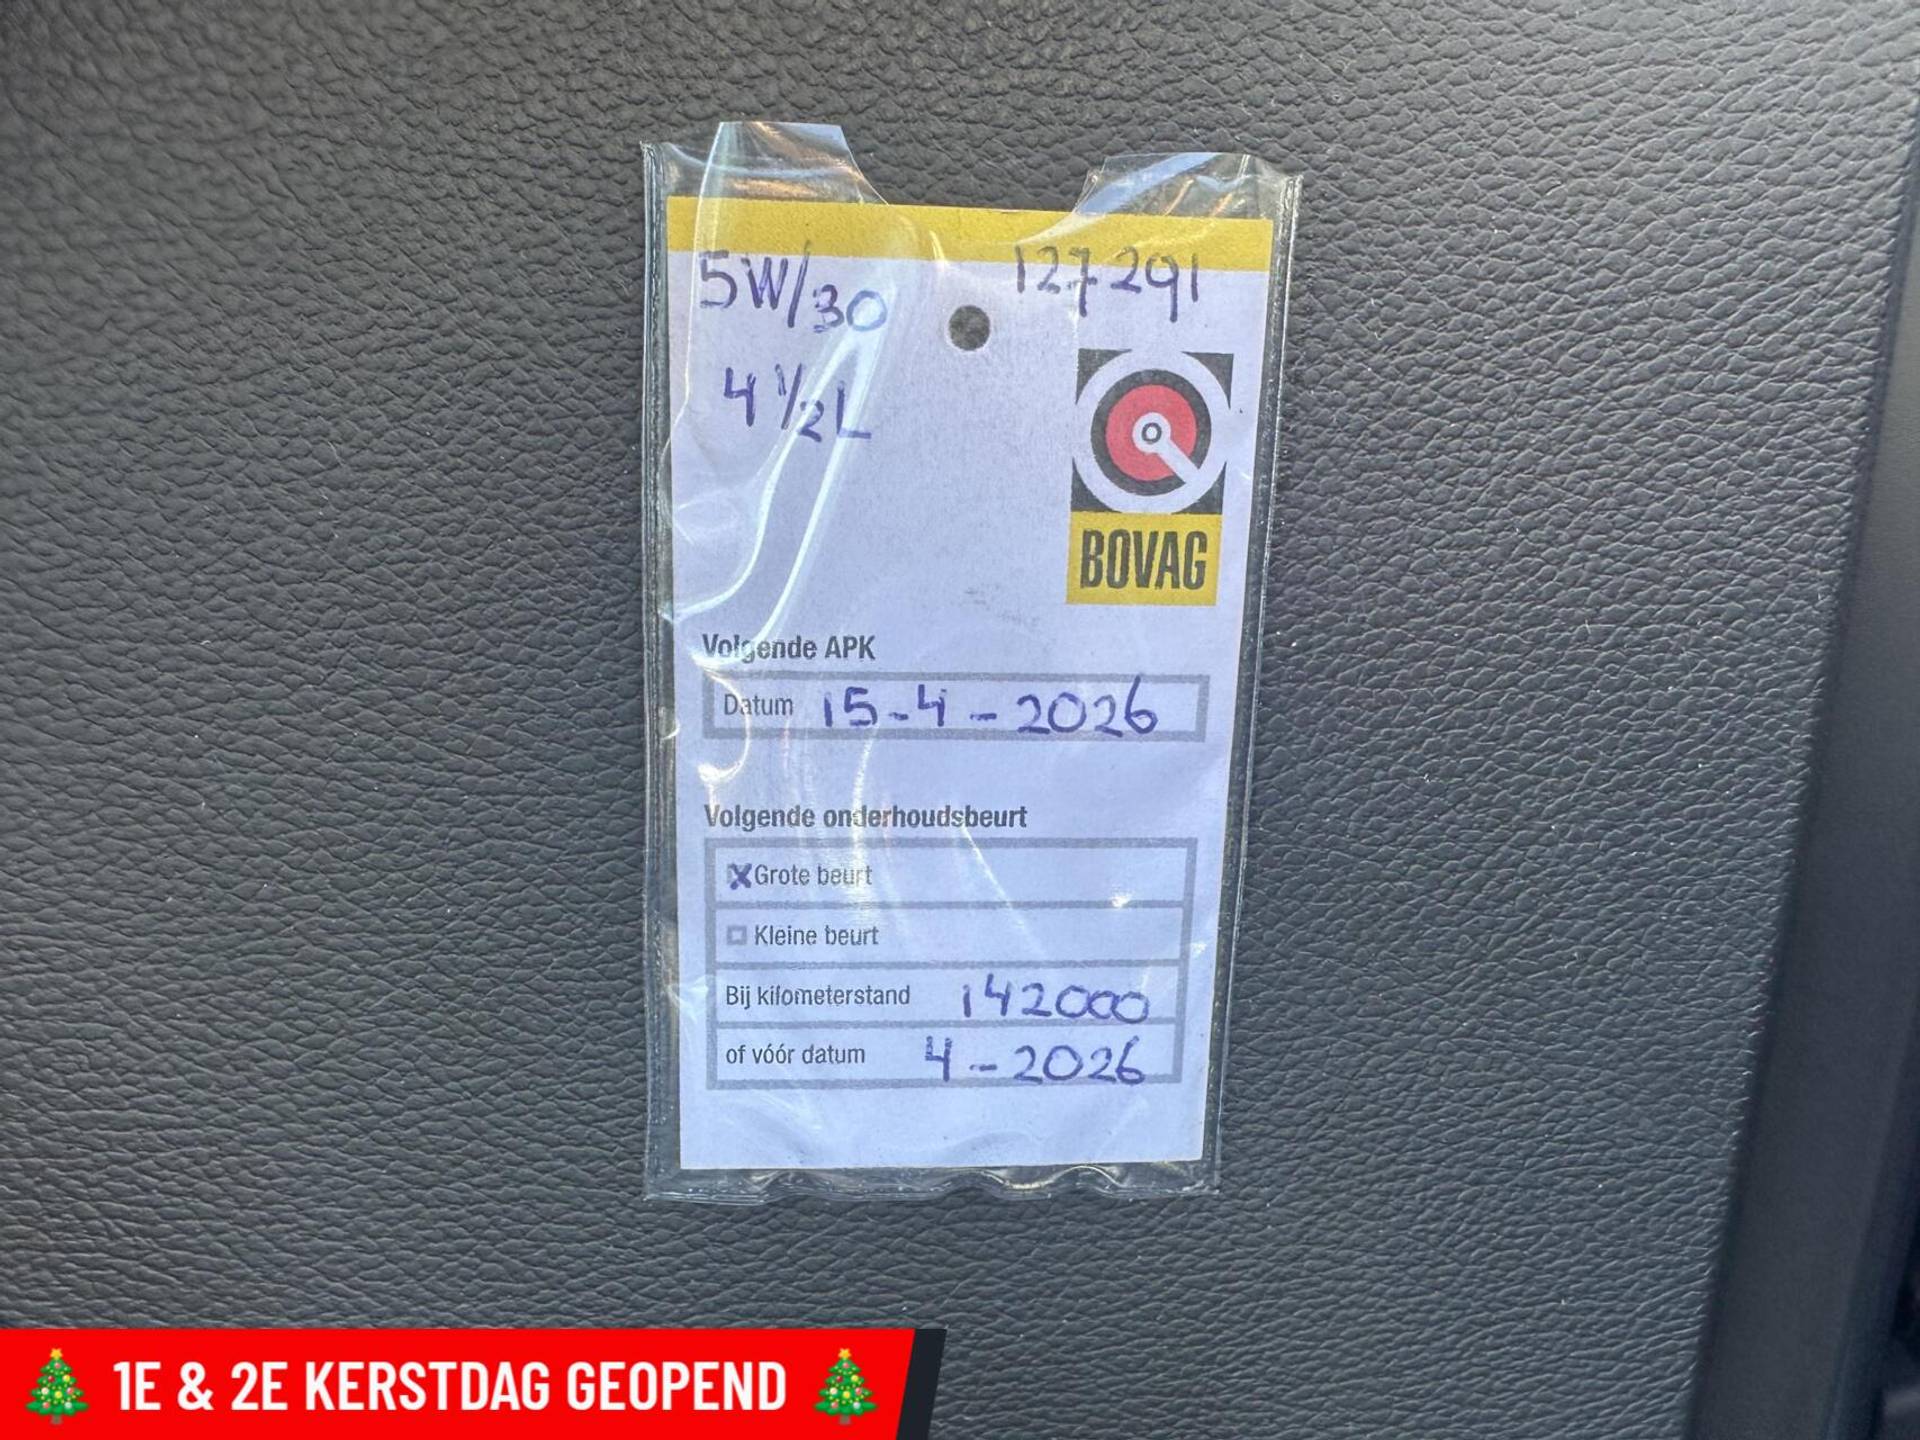 5W/30
127291
4 1/2 L
BOVAG
Volgende APK
Datum 15-4-2026
Volgende onderhoudsbeurt
Grote beurt
Kleine beurt
Bij kilometerstand 142000
of vóór datum 4-2026
1E & 2E KERSTDAG GEOPEND